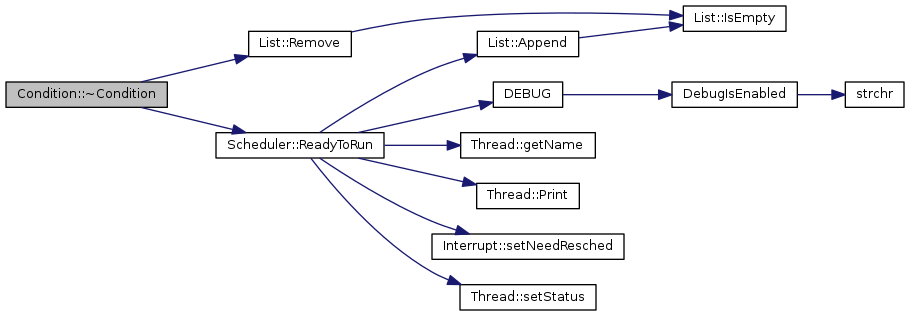 List::IsEmpty
List::Remove
List::Append
Condition::~Condition
DEBUG
DebugIsEnabled
strchr
Scheduler::ReadyToRun
Thread::getName
Thread::Print
Interrupt::setNeedResched
Thread::setStatus